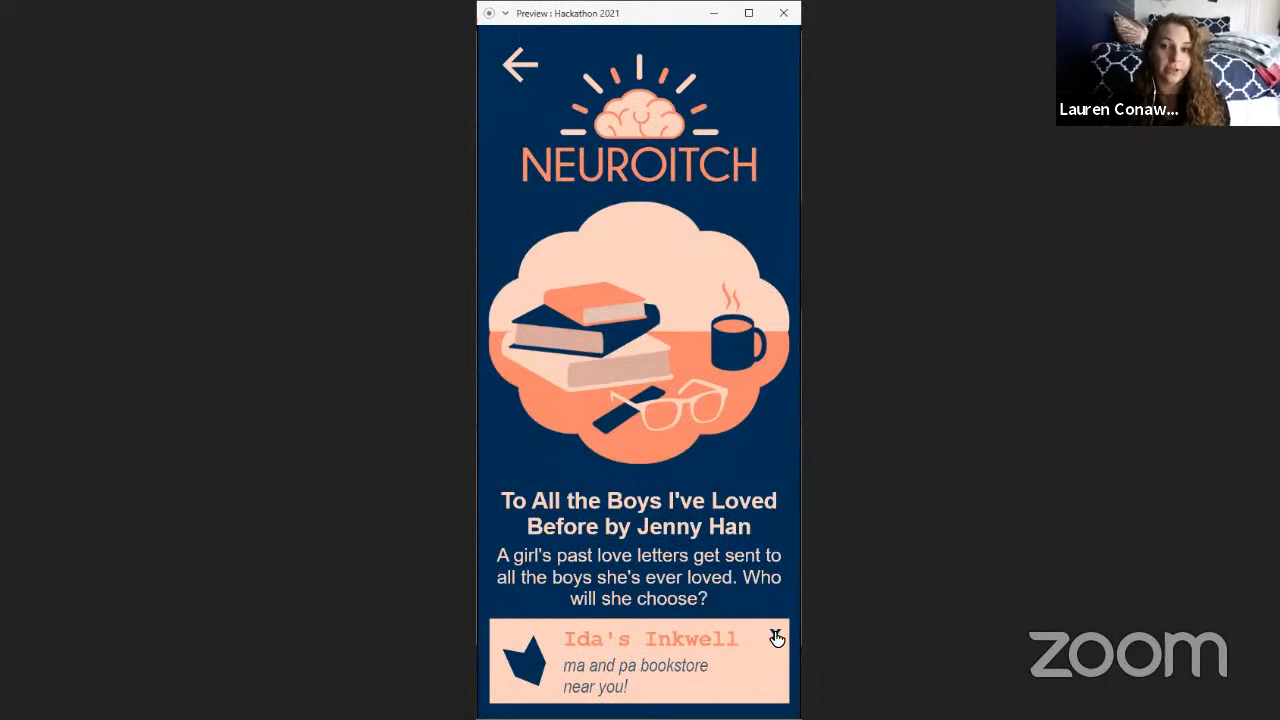 Preview : Hackathon 2021
Lauren Conaw...
NEUROITCH
To All the Boys I've Loved
Before by Jenny Han
A girl's past love letters get sent to
all the boys she's ever loved. Who
will she choose?
Ida's Inkwell
ma and pa bookstore
near you!
zoom